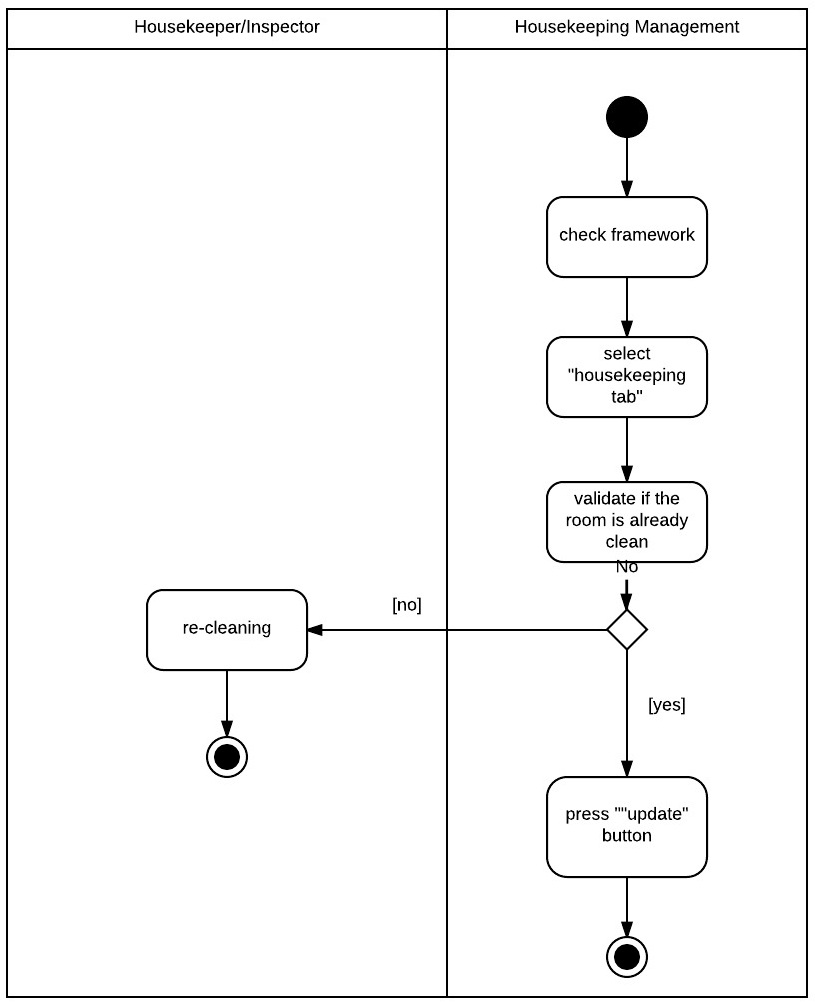 Housekeeper/Inspector
Housekeeping Management
check framework
select
"housekeeping
tab"
validate if the
room is already
clean
No
[no]
re-cleaning
[yes]
press ""update"
button